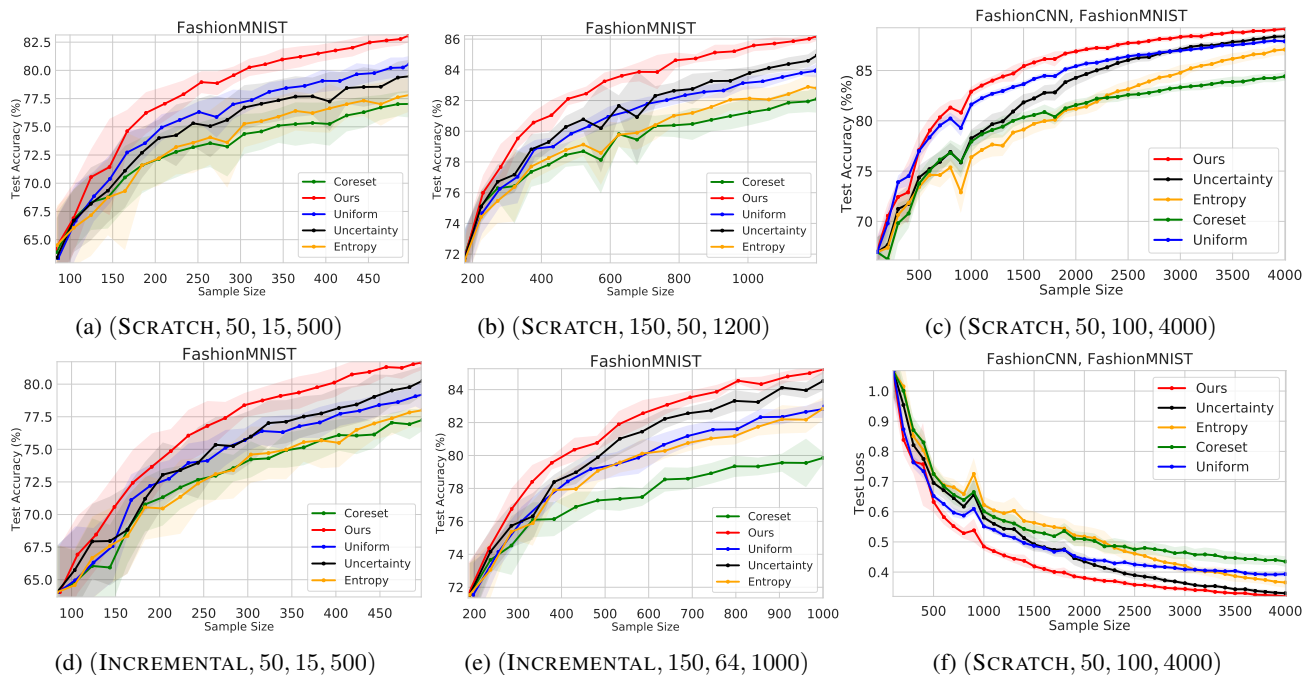 FashionMNIST
Test Accuracy (%)
82.5
80.0
77.5
75.0
72.5
70.0
67.5
65.0
100 150 200 250 300 350 400 450
Sample Size
Coreset
Ours
Uniform
Uncertainty
Entropy
(a) (SCRATCH, 50, 15, 500)
FashionMNIST
Test Accuracy (%)
86
84
82
80
78
76
74
72
200 400 600 800 1000
Sample Size
Coreset
Ours
Uniform
Uncertainty
Entropy
(b) (SCRATCH, 150, 50, 1200)
FashionCNN, FashionMNIST
Test Accuracy (%%)
85
80
75
70
500 1000 1500 2000 2500 3000 3500 4000
Sample Size
Ours
Uncertainty
Entropy
Coreset
Uniform
(c) (SCRATCH, 50, 100, 4000)
FashionMNIST
Test Accuracy (%)
80.0
77.5
75.0
72.5
70.0
67.5
65.0
100 150 200 250 300 350 400 450
Sample Size
Coreset
Ours
Uniform
Uncertainty
Entropy
(d) (INCREMENTAL, 50, 15, 500)
FashionMNIST
Test Accuracy (%)
84
82
80
78
76
74
72
200 300 400 500 600 700 800 900 1000
Sample Size
Coreset
Ours
Uniform
Uncertainty
Entropy
(e) (INCREMENTAL, 150, 64, 1000)
FashionCNN, FashionMNIST
Test Loss
1.0
0.9
0.8
0.7
0.6
0.5
0.4
500 1000 1500 2000 2500 3000 3500 4000
Sample Size
Ours
Uncertainty
Entropy
Coreset
Uniform
(f) (SCRATCH, 50, 100, 4000)